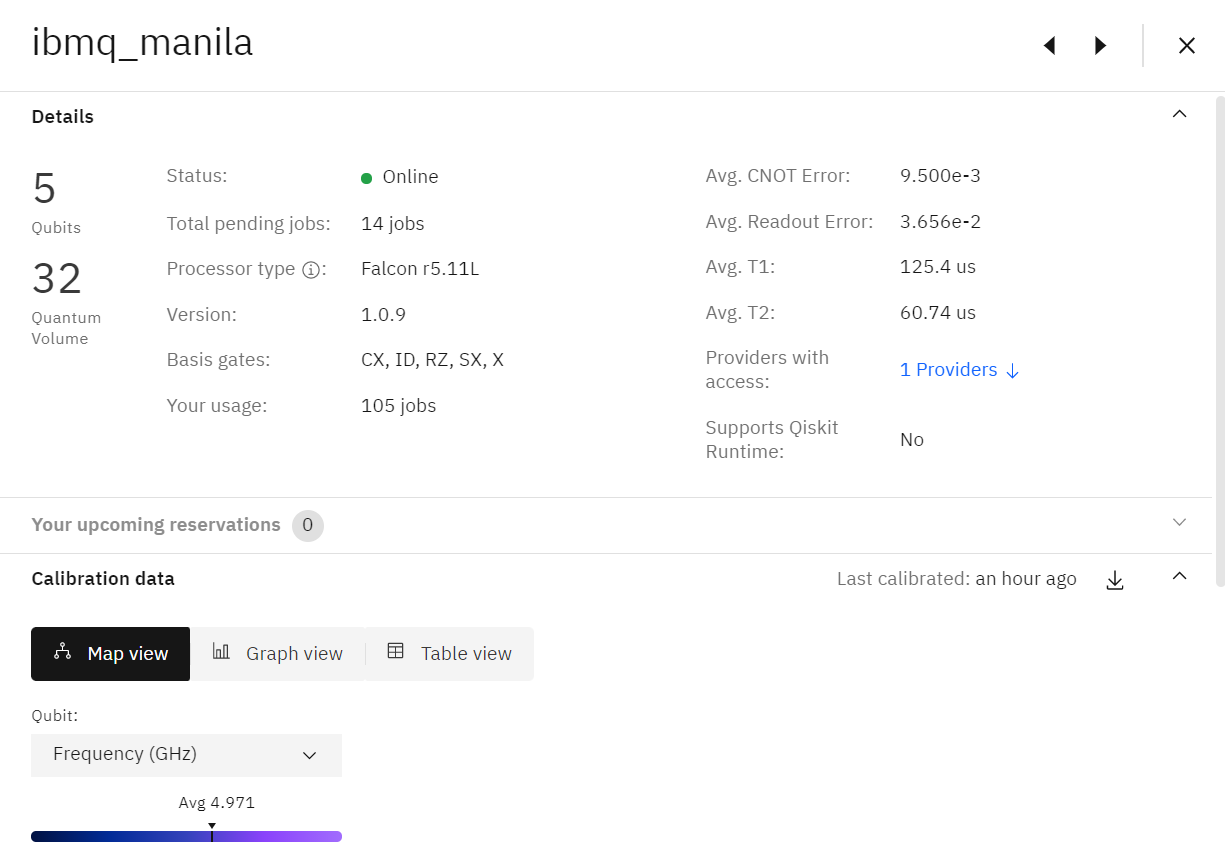 ibmq_manila
Details
5
Qubits
32
Quantum
Volume
Status: Online
Total pending jobs: 14 jobs
Processor type : Falcon r5.11L
Version: 1.0.9
Basis gates: CX, ID, RZ, SX, X
Your usage: 105 jobs
Avg. CNOT Error: 9.500e-3
Avg. Readout Error: 3.656e-2
Avg. T1: 125.4 us
Avg. T2: 60.74 us
Providers with
access: 1 Providers ↓
Supports Qiskit
Runtime: No
Your upcoming reservations 0
Calibration data Last calibrated: an hour ago
Map view Graph view Table view
Qubit:
Frequency (GHz)
Avg 4.971